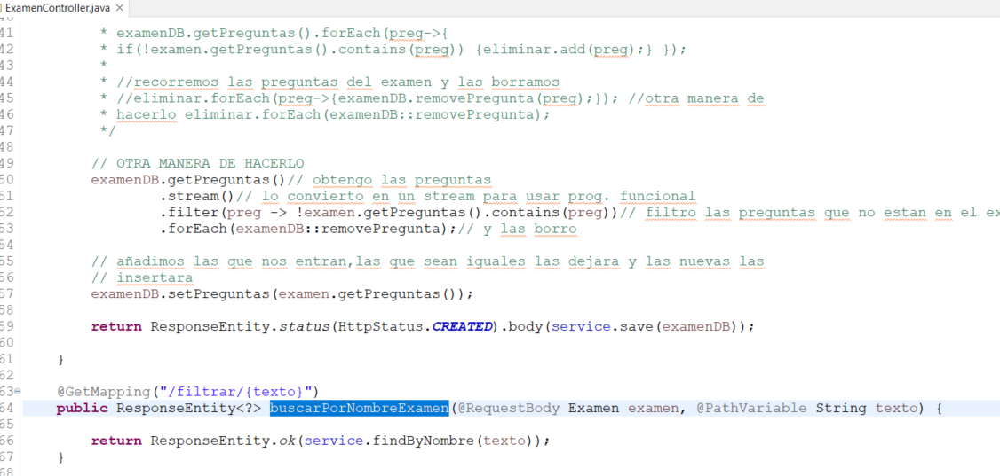 ExamenController.java
41 * examenDB.getPreguntas().forEach(preg->{
42 * if(!examen.getPreguntas().contains(preg)) {eliminar.add(preg);} });
43 *
44 * //recorremos las preguntas del examen y las borramos
45 * //eliminar.forEach(preg->{examenDB.removePregunta(preg);}); //otra manera de
46 * hacerlo eliminar.forEach(examenDB::removePregunta);
47 */
48
49 // OTRA MANERA DE HACERLO
50 examenDB.getPreguntas()// obtengo las preguntas
51 .stream()// lo convierto en un stream para usar prog. funcional
52 .filter(preg -> !examen.getPreguntas().contains(preg))// filtro las preguntas que no estan en el
53 .forEach(examenDB::removePregunta);// y las borro
54
55 // añadimos las que nos entran,las que sean iguales las dejara y las nuevas las
56 // insertara
57 examenDB.setPreguntas(examen.getPreguntas());
58
59 return ResponseEntity.status(HttpStatus.CREATED).body(service.save(examenDB));
60
61 }
62
63 @GetMapping("/filtrar/{texto}")
64 public ResponseEntity<?> buscarPorNombreExamen(@RequestBody Examen examen, @PathVariable String texto) {
65
66 return ResponseEntity.ok(service.findByNombre(texto));
67 }
68